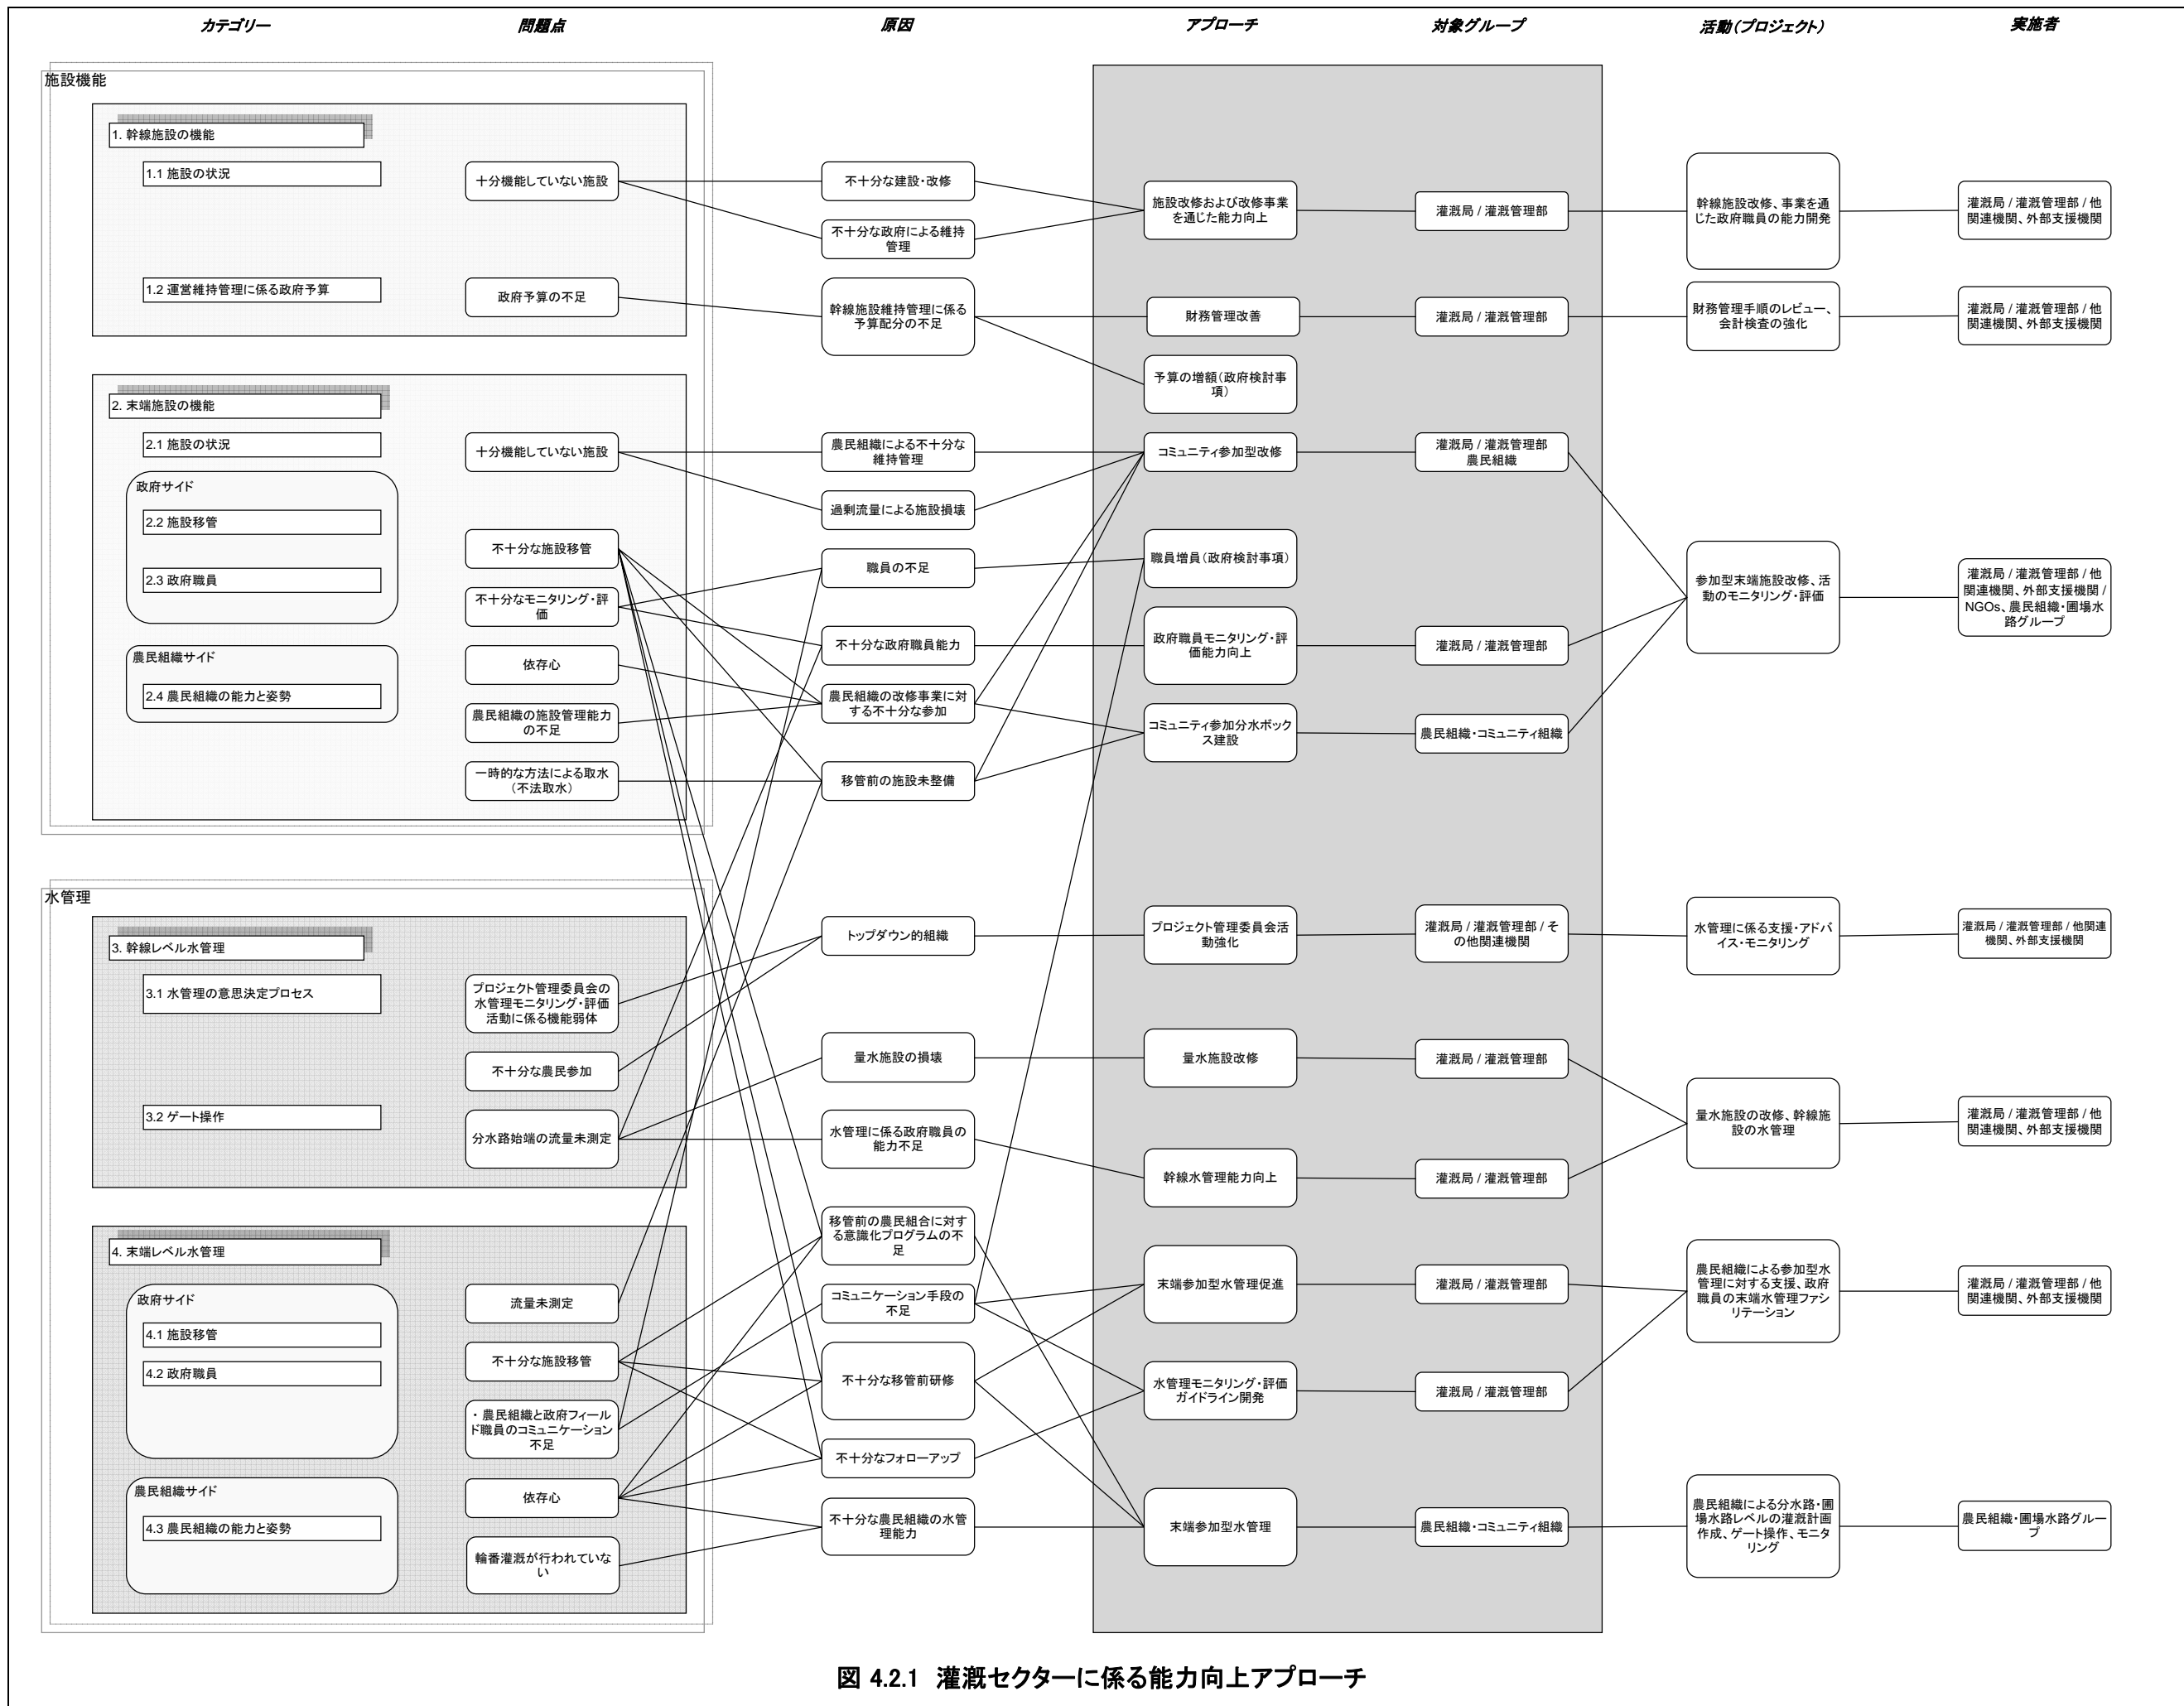 カテゴリー
問題点
原因
アプローチ
対象グループ
活動(プロジェクト)
実施者
施設機能
1. 幹線施設の機能
1.1 施設の状況
1.2 運営維持管理に係る政府予算
十分機能していない施設
政府予算の不足
2. 末端施設の機能
2.1 施設の状況
政府サイド
2.2 施設移管
2.3 政府職員
農民組織サイド
2.4 農民組織の能力と姿勢
十分機能していない施設
不十分な施設移管
不十分なモニタリング・評
価
依存心
農民組織の施設管理能力
の不足
一時的な方法による取水
(不法取水)
水管理
3. 幹線レベル水管理
3.1 水管理の意思決定プロセス
3.2 ゲート操作
プロジェクト管理委員会の
水管理モニタリング・評価
活動に係る機能弱体
不十分な農民参加
分水路始端の流量未測定
4. 末端レベル水管理
政府サイド
4.1 施設移管
4.2 政府職員
農民組織サイド
4.3 農民組織の能力と姿勢
流量未測定
不十分な施設移管
・ 農民組織と政府フィール
ド職員のコミュニケーション
不足
依存心
輪番灌漑が行われていな
い
不十分な建設・改修
不十分な政府による維持
管理
幹線施設維持管理に係る
予算配分の不足
農民組織による不十分な
維持管理
過剰流量による施設損壊
職員の不足
不十分な政府職員能力
農民組織の改修事業に対
する不十分な参加
移管前の施設未整備
トップダウン的組織
量水施設の損壊
水管理に係る政府職員の
能力不足
移管前の農民組合に対す
る意識化プログラムの不
足
コミュニケーション手段の
不足
不十分な移管前研修
不十分なフォローアップ
不十分な農民組織の水管
理能力
施設改修および改修事業
を通じた能力向上
財務管理改善
予算の増額(政府検討事
項)
コミュニティ参加型改修
職員増員(政府検討事項)
政府職員モニタリング・評
価能力向上
コミュニティ参加分水ボック
ス建設
プロジェクト管理委員会活
動強化
量水施設改修
幹線水管理能力向上
末端参加型水管理促進
水管理モニタリング・評価
ガイドライン開発
末端参加型水管理
灌漑局 / 灌漑管理部
灌漑局 / 灌漑管理部
灌漑局 / 灌漑管理部
農民組織
灌漑局 / 灌漑管理部
農民組織・コミュニティ組織
灌漑局 / 灌漑管理部 / そ
の他関連機関
灌漑局 / 灌漑管理部
灌漑局 / 灌漑管理部
灌漑局 / 灌漑管理部
灌漑局 / 灌漑管理部
農民組織・コミュニティ組織
幹線施設改修、事業を通
じた政府職員の能力開発
財務管理手順のレビュー、
会計検査の強化
参加型末端施設改修、活
動のモニタリング・評価
水管理に係る支援・アドバ
イス・モニタリング
量水施設の改修、幹線施
設の水管理
農民組織による参加型水
管理に対する支援、政府
職員の末端水管理ファシ
リテーション
農民組織による分水路・圃
場水路レベルの灌漑計画
作成、ゲート操作、モニタ
リング
灌漑局 / 灌漑管理部 / 他
関連機関、外部支援機関
灌漑局 / 灌漑管理部 / 他
関連機関、外部支援機関
灌漑局 / 灌漑管理部 / 他
関連機関、外部支援機関 /
NGOs、農民組織・圃場水
路グループ
灌漑局 / 灌漑管理部 / 他関連
機関、外部支援機関
灌漑局 / 灌漑管理部 / 他
関連機関、外部支援機関
灌漑局 / 灌漑管理部 / 他
関連機関、外部支援機関
農民組織・圃場水路グルー
プ
図 4.2.1 灌漑セクターに係る能力向上アプローチ